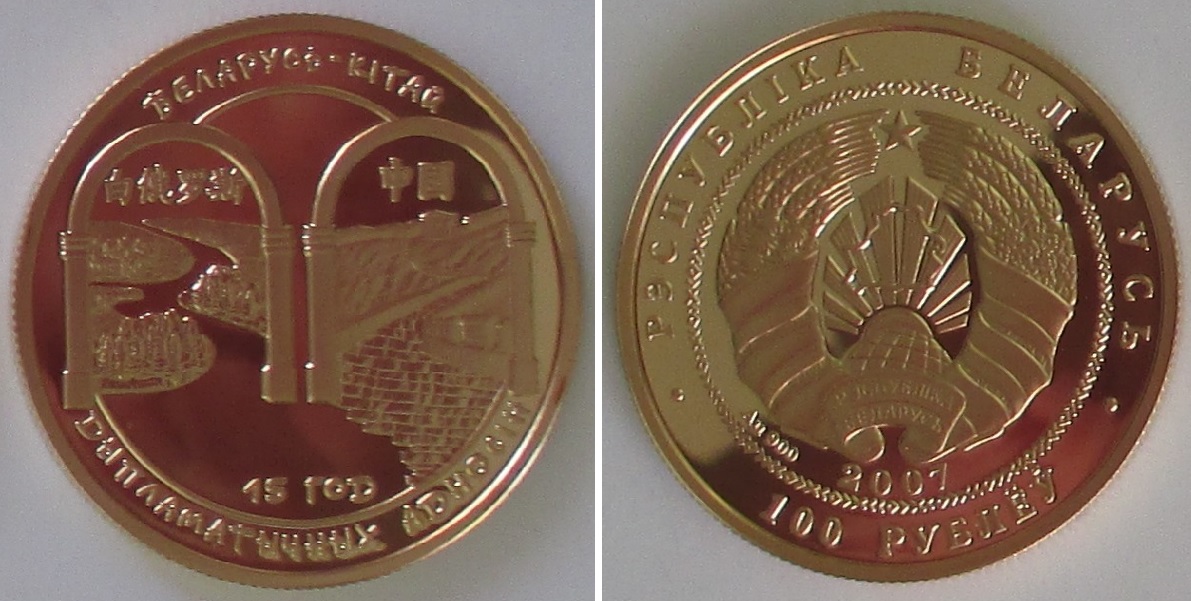 БЕЛАРУСЬ-КІТАЙ
白俄罗斯
中国
15 ГОД
ДЫПЛАМАТЫЧНЫХ АДНОСІН
РЭСПУБЛІКА БЕЛАРУСЬ
РЭСПУБЛІКА
БЕЛАРУСЬ
Au 900
2007
100 РУБЛЁЎ